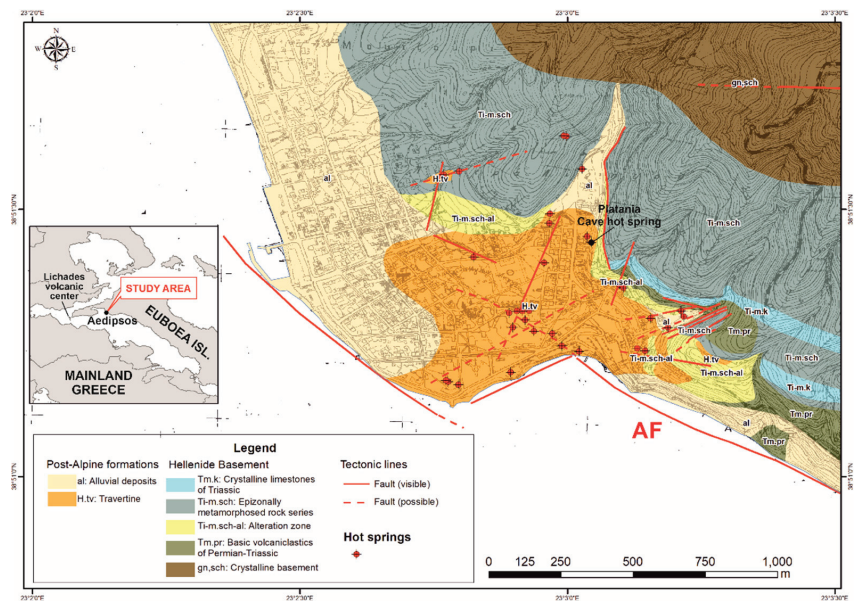 23°2'0"E
23°2'30"E
23°3'0"E
23°3'30"E
N
W
E
S
gn,sch
Ti-m.sch
al
H.tv
al
38°51'30"N
38°51'30"N
Ti-m.sch-al
Platania
Cave hot spring
Ti-m.sch
Ti-m.sch-al
Lichades
volcanic
center
STUDY AREA
Aedipsos
EUBOEA ISL.
MAINLAND
GREECE
H.tv
al
Ti-m.k
Ti-m.sch
Tm.pr
Ti-m.sch-al
H.tv
Ti-m.sch
Ti-m.sch-al
Ti-m.k
Tm.pr
al
AF
Tm.pr
Legend
Post-Alpine formations
al: Alluvial deposits
H.tv: Travertine
Hellenide Basement
Tm.k: Crystalline limestones
of Triassic
Ti-m.sch: Epizonally
metamorphosed rock series
Ti-m.sch-al: Alteration zone
Tm.pr: Basic volcaniclastics
of Permian-Triassic
gn,sch: Crystalline basement
Tectonic lines
Fault (visible)
Fault (possible)
Hot springs
38°51'0"N
38°51'0"N
0
125
250
500
750
1,000
m
23°2'0"E
23°2'30"E
23°3'0"E
23°3'30"E